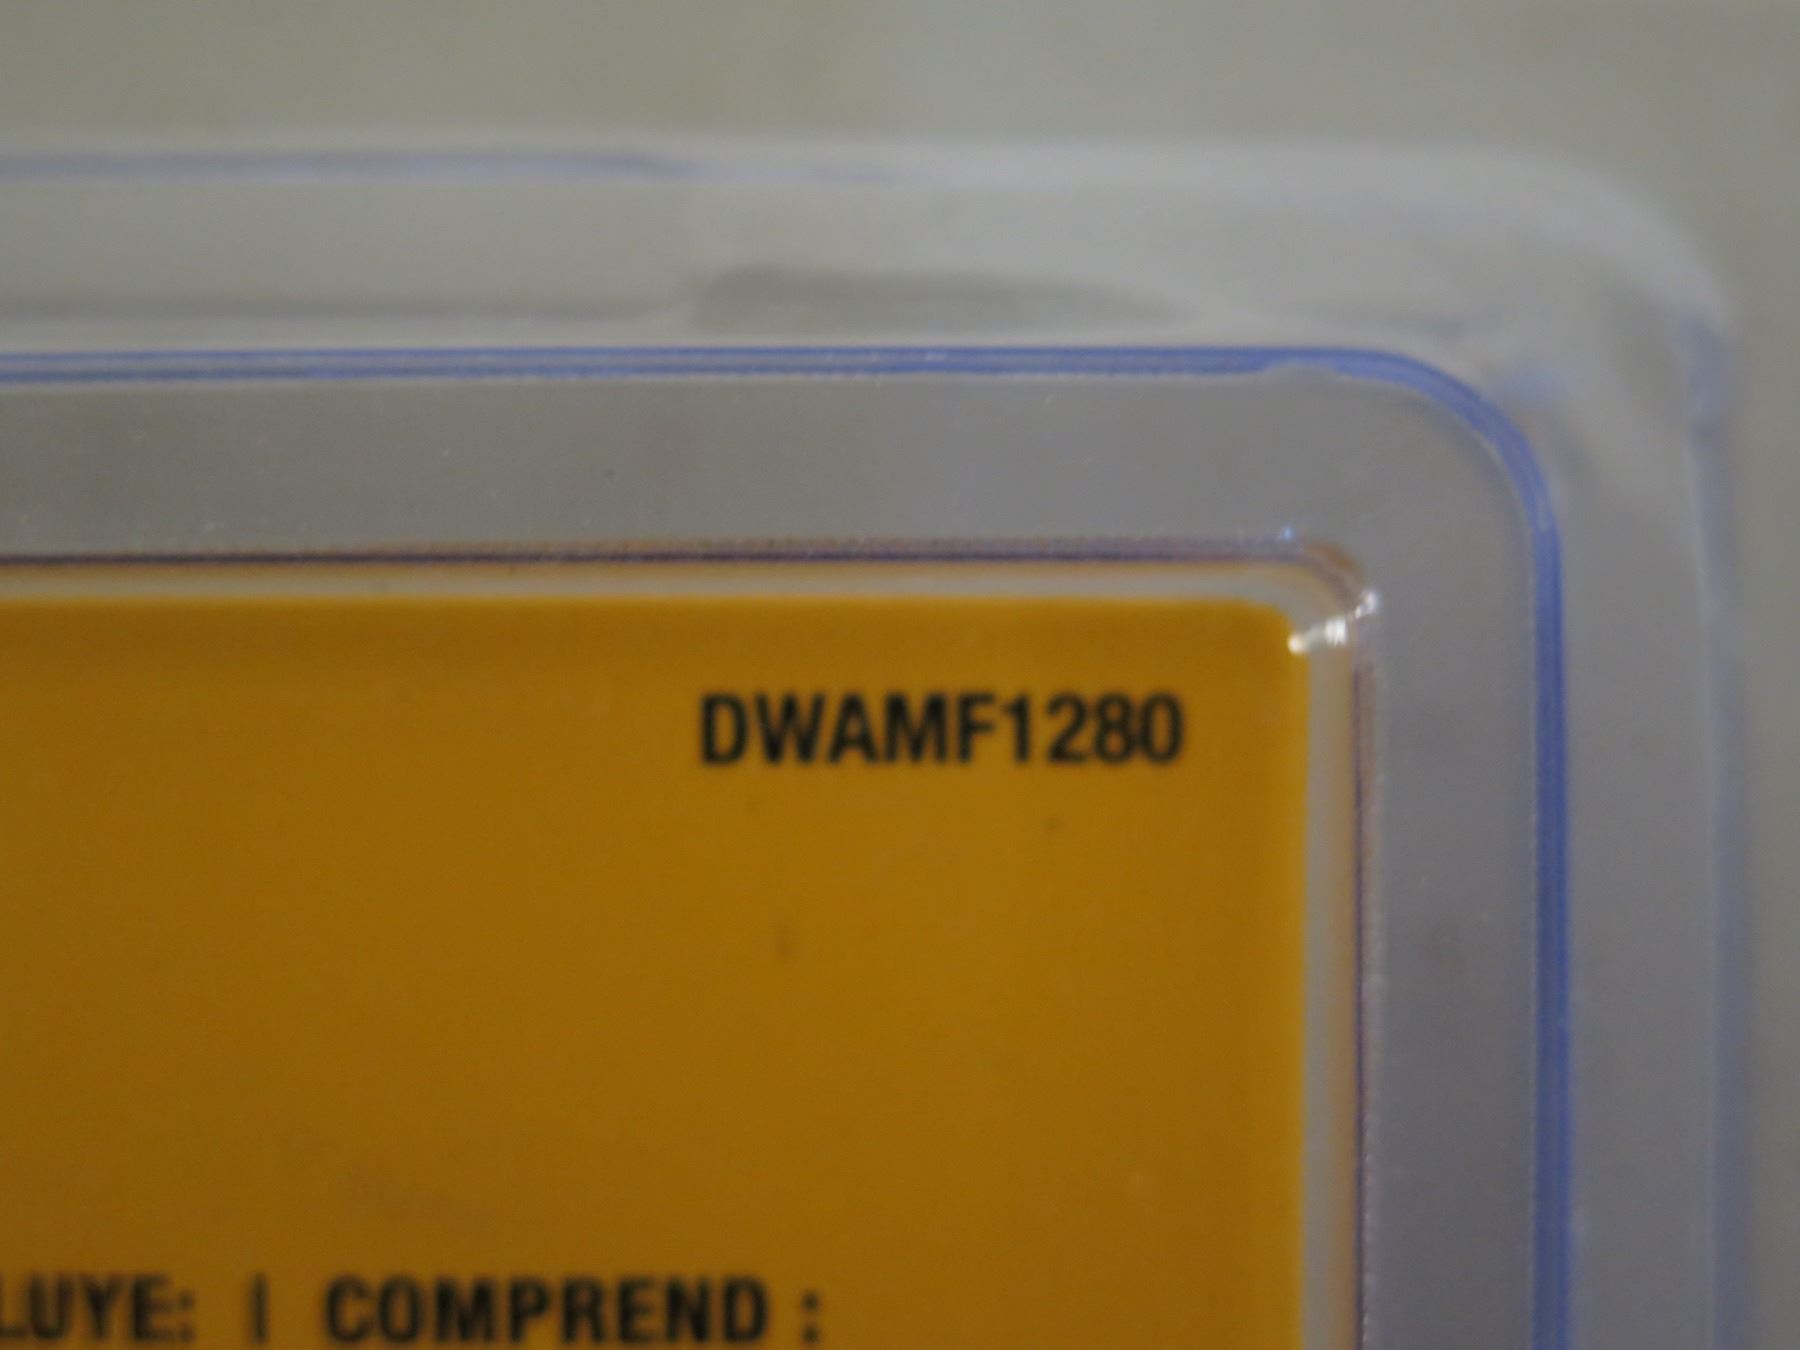 DWAMF1280
LUYE: | COMPREND :